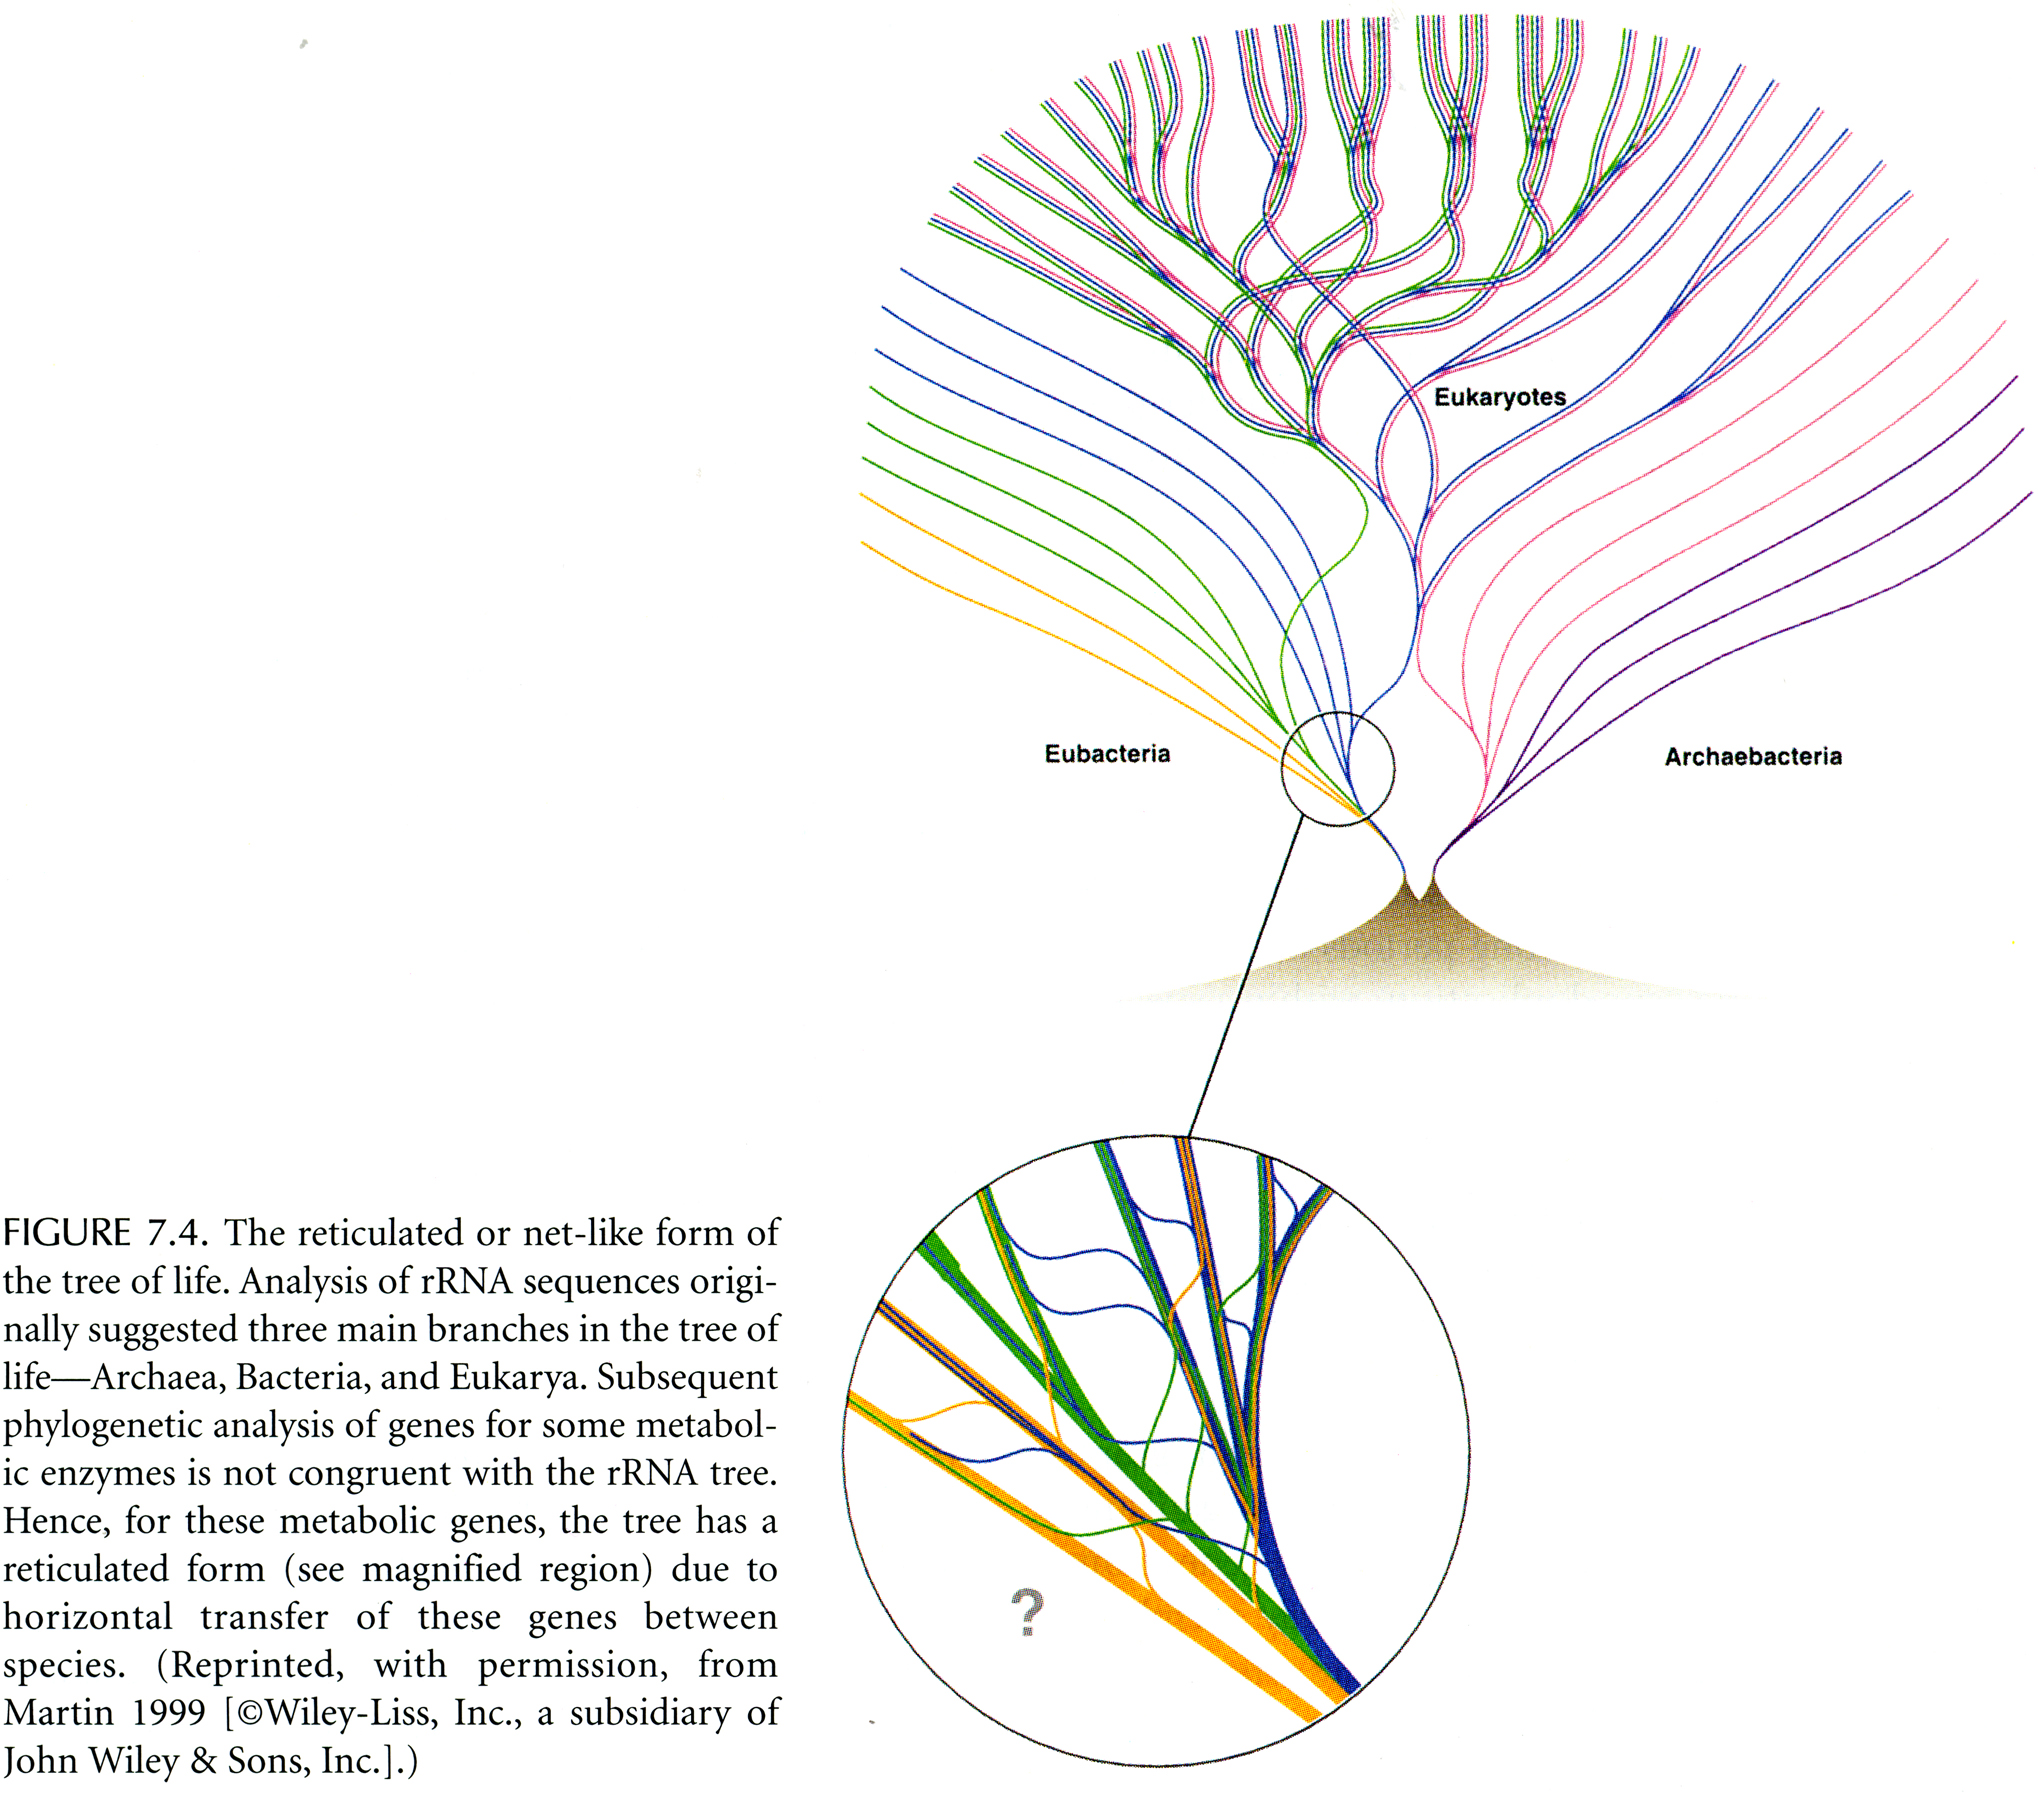 Eukaryotes
Eubacteria
Archaebacteria
?
FIGURE 7.4. The reticulated or net-like form of
the tree of life. Analysis of rRNA sequences origi-
nally suggested three main branches in the tree of
life—Archaea, Bacteria, and Eukarya. Subsequent
phylogenetic analysis of genes for some metabol-
ic enzymes is not congruent with the rRNA tree.
Hence, for these metabolic genes, the tree has a
reticulated form (see magnified region) due to
horizontal transfer of these genes between
species. (Reprinted, with permission, from
Martin 1999 [©Wiley-Liss, Inc., a subsidiary of
John Wiley & Sons, Inc.].)